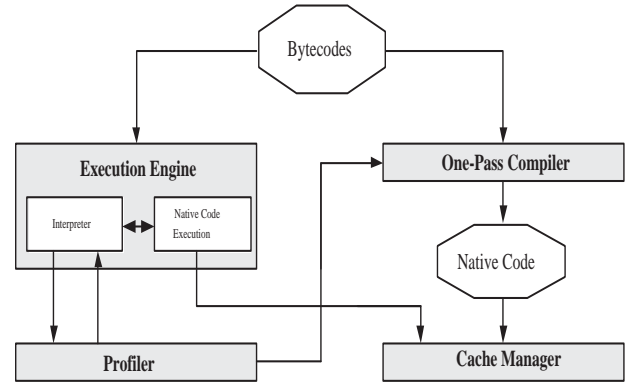 Bytecodes
Execution Engine
One-Pass Compiler
Interpreter
Native Code
Execution
Native Code
Profiler
Cache Manager